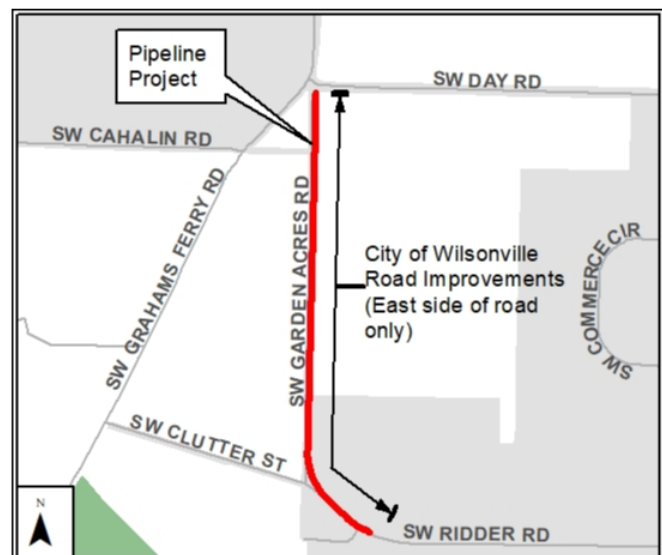 Pipeline
Project
SW DAY RD
SW CAHALIN RD
SW GRAHAMS FERRY RD
SW GARDEN ACRES RD
City of Wilsonville
Road Improvements
(East side of road
only)
SW COMMERCE CIR
SW CLUTTER ST
N
SW RIDDER RD